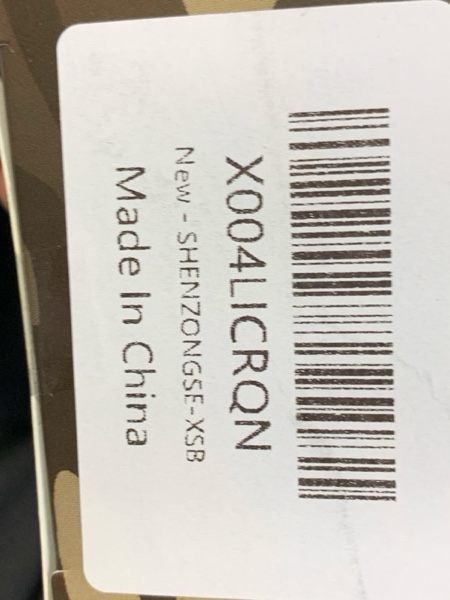 X004LICRQN
New - SHENZONGSE-XSB
Made In China